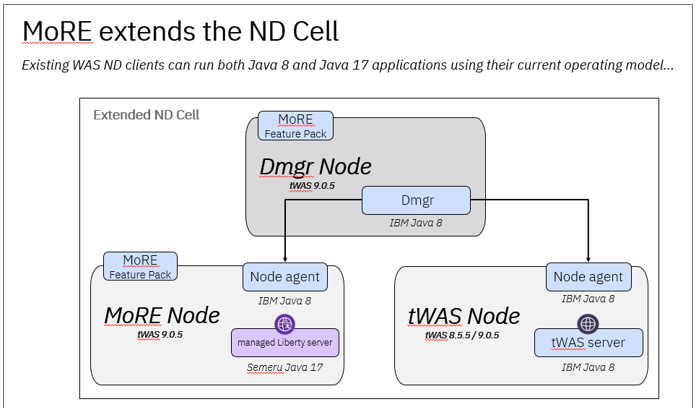 MoRE extends the ND Cell
Existing WAS ND clients can run both Java 8 and Java 17 applications using their current operating model...
Extended ND Cell
MoRE
Feature Pack
Dmgr Node
tWAS 9.0.5
Dmgr
IBM Java 8
MoRE
Feature Pack
Node agent
IBM Java 8
MoRE Node
tWAS 9.0.5
managed Liberty server
Semeru Java 17
Node agent
IBM Java 8
tWAS Node
tWAS 8.5.5 / 9.0.5
tWAS server
IBM Java 8